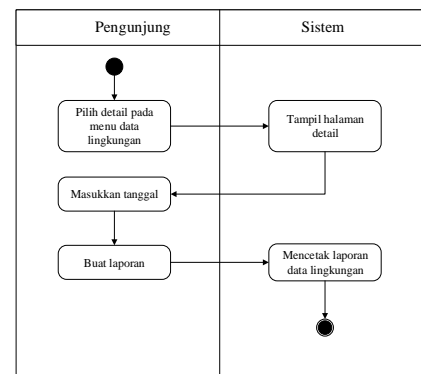 Pengunjung
Sistem
Pilih detail pada
menu data
lingkungan
Tampil halaman
detail
Masukkan tanggal
Buat laporan
Mencetak laporan
data lingkungan